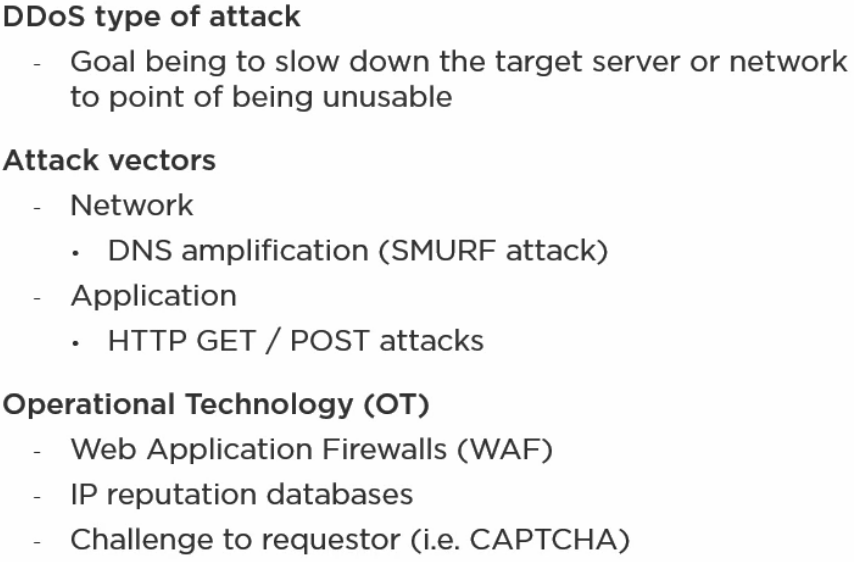 DDoS type of attack
- Goal being to slow down the target server or network
to point of being unusable
Attack vectors
- Network
• DNS amplification (SMURF attack)
- Application
• HTTP GET / POST attacks
Operational Technology (OT)
- Web Application Firewalls (WAF)
- IP reputation databases
- Challenge to requestor (i.e. CAPTCHA)